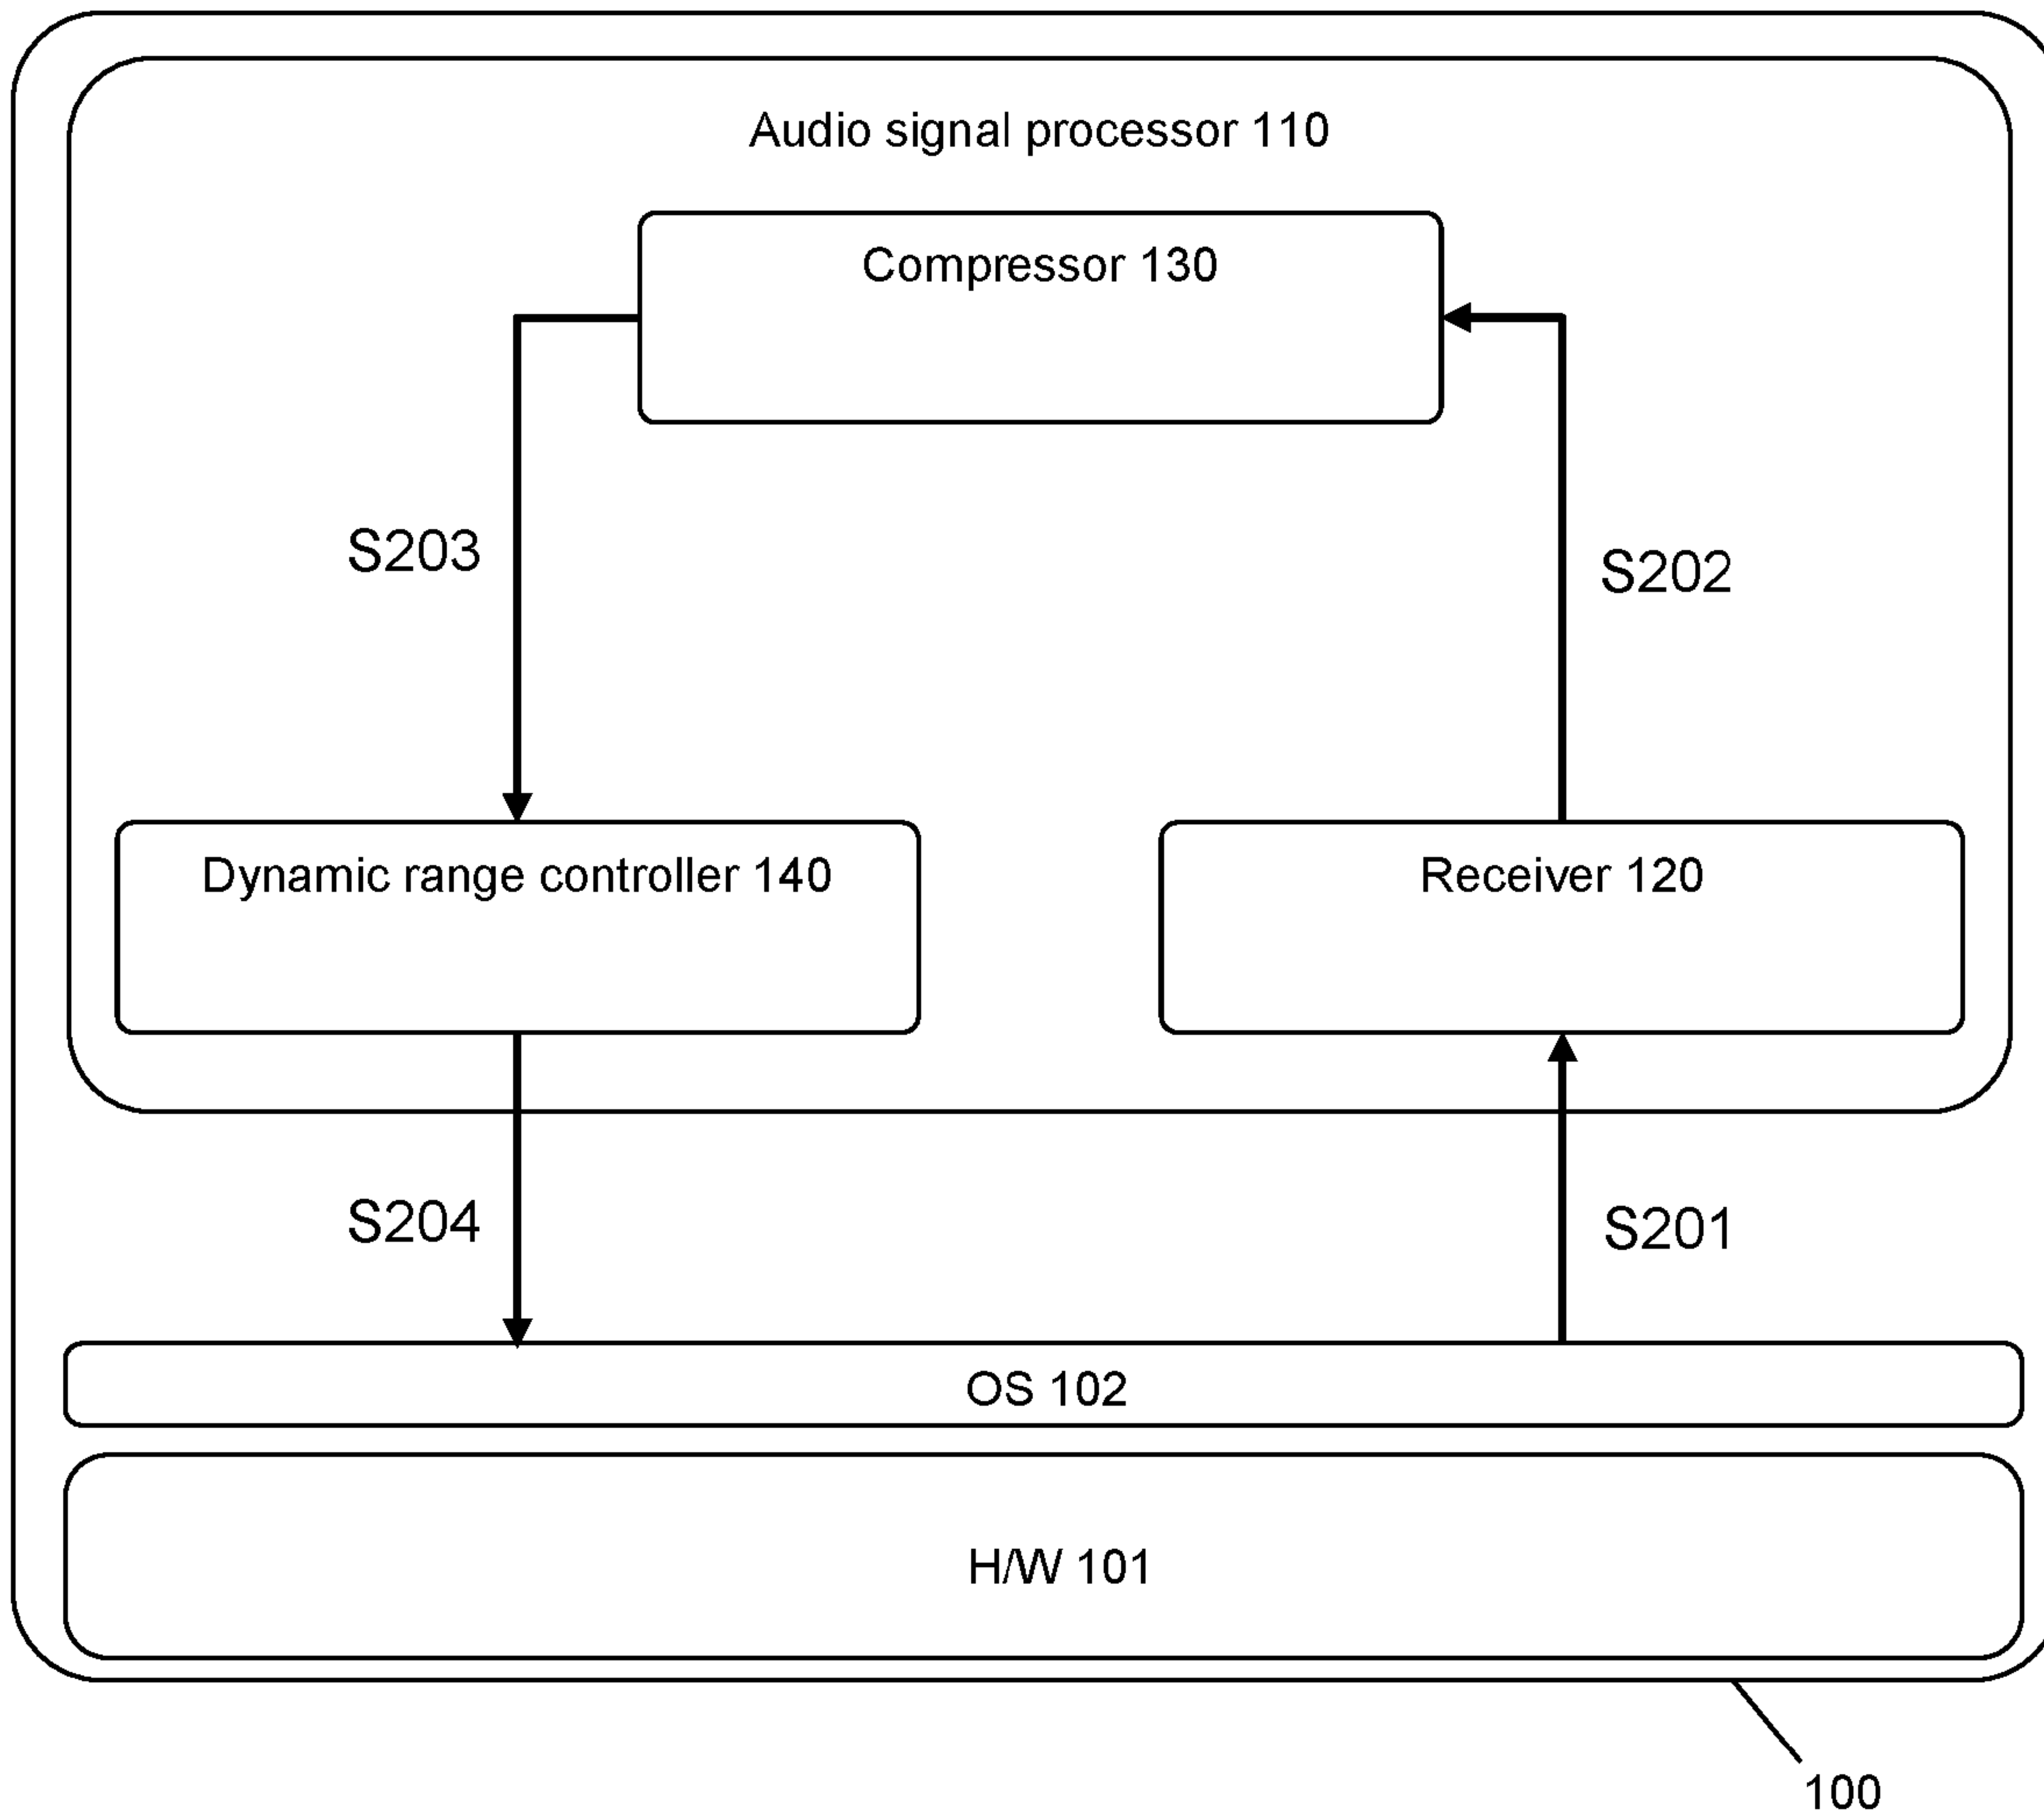 Audio signal processor 110
Compressor 130
S203
S202
Dynamic range controller 140
Receiver 120
S204
S201
OS 102
H/W 101
100